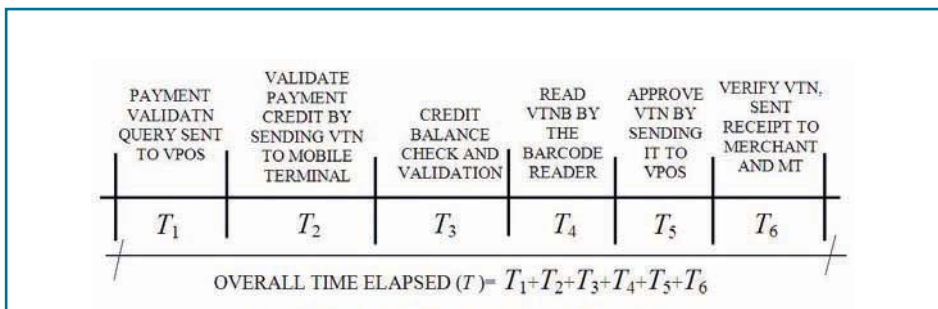 PAYMENT
VALIDATN
QUERY SENT
TO VPOS
VALIDATE
PAYMENT
CREDIT BY
SENDING VTN
TO MOBILE
TERMINAL
CREDIT
BALANCE
CHECK AND
VALIDATION
READ
VTNB BY
THE
BARCODE
READER
APPROVE
VTN BY
SENDING
IT TO
VPOS
VERIFY VTN,
SENT
RECEIPT TO
MERCHANT
AND MT
T₁ T₂ T₃ T₄ T₅ T₆
OVERALL TIME ELAPSED (T)= T₁+T₂+T₃+T₄+T₅+T₆